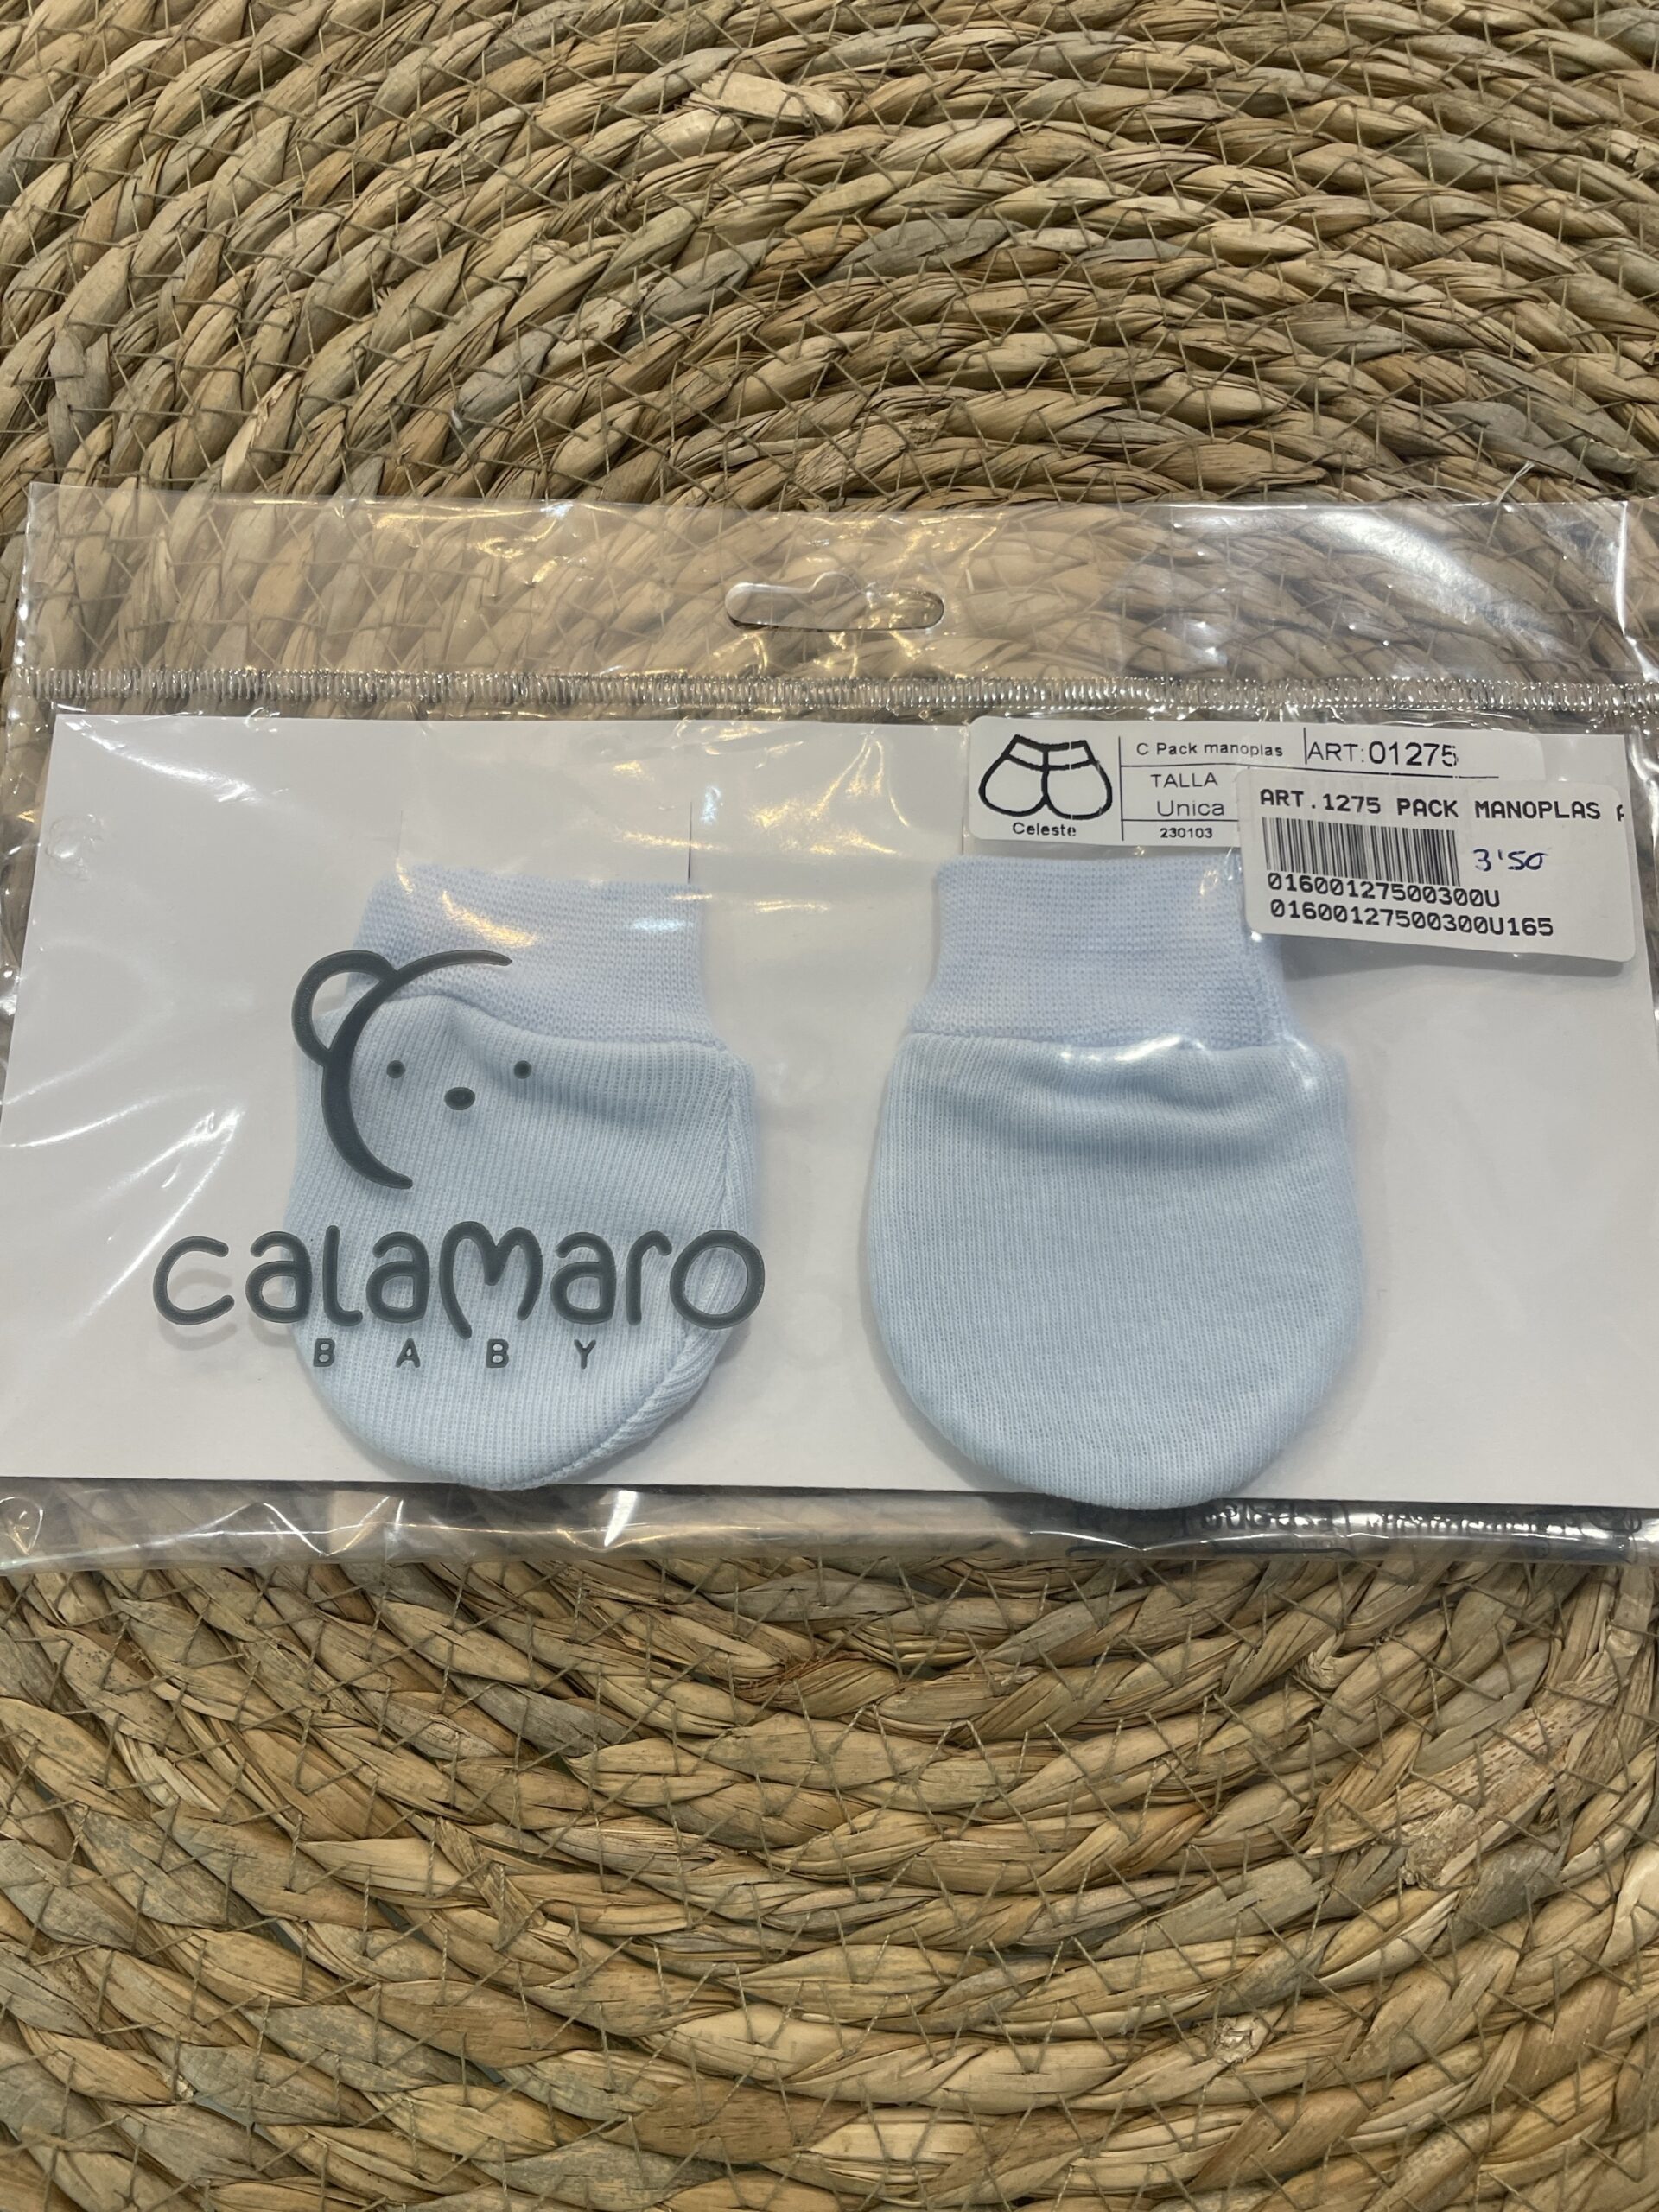 C Pack manoplas ART: 01275
TALLA
Unica
Celeste 230103
ART.1275 PACK MANOPLAS
3'50
01600127500300U
01600127500300U165
calamaro
BABY